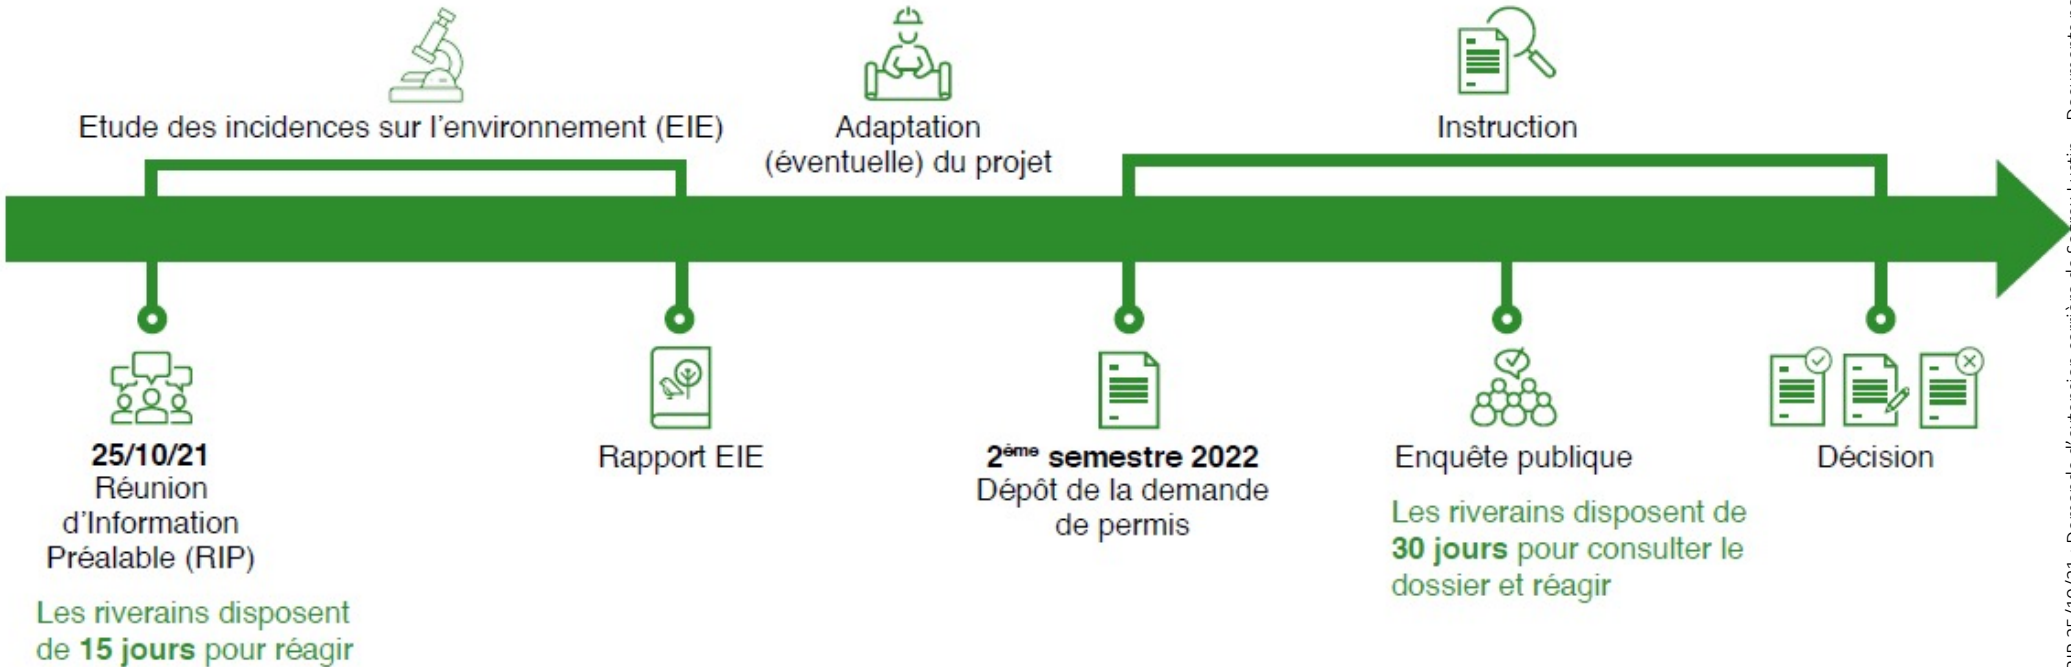 Etude des incidences sur l'environnement (EIE)
Adaptation
(éventuelle) du projet
Instruction
25/10/21
Réunion
d'Information
Préalable (RIP)
Les riverains disposent
de 15 jours pour réagir
Rapport EIE
2ème semestre 2022
Dépôt de la demande
de permis
Enquête publique
Les riverains disposent de
30 jours pour consulter le
dossier et réagir
Décision